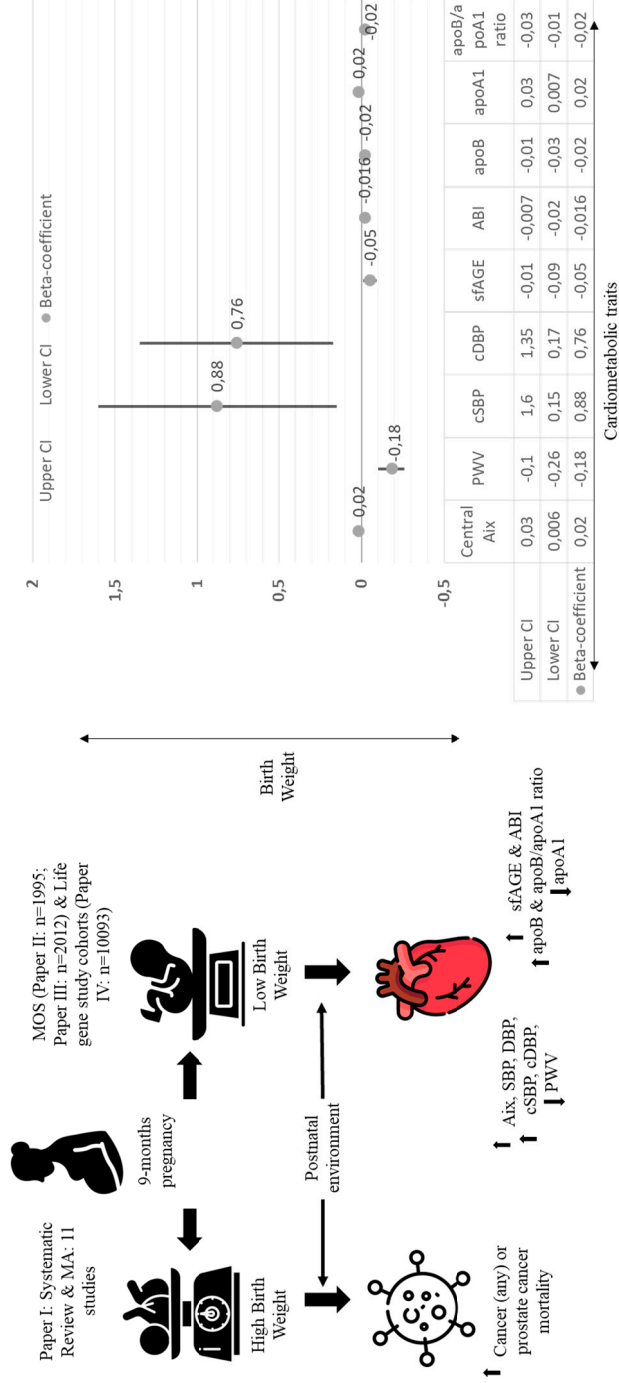 Paper I: Systematic
Review & MA: 11
studies
MOS (Paper II: n=1995;
Paper III: n=2012) & Life
gene study cohorts (Paper
IV: n=10093)
9-months
pregnancy
High Birth
Weight
Low Birth
Weight
Postnatal
environment
Cancer (any) or
prostate cancer
mortality
Aix, SBP, DBP,
cSBP, cDBP,
PWV
sfAGE & ABI
apoB & apoB/apoA1 ratio
apoA1
Birth
Weight
Upper CI Lower CI Beta-coefficient
2
1,5
1
0,5
0
-0,5
0,02
-0,18
0,88
0,76
-0,05
-0,016
-0,02
0,02
-0,02
Central Aix PWV cSBP cDBP sfAGE ABI apoB apoA1 apoB/a
poA1
ratio
Upper CI 0,03 -0,1 1,6 1,35 -0,01 -0,007 -0,01 0,03 -0,03
Lower CI 0,006 -0,26 0,15 0,17 -0,09 -0,02 -0,03 0,007 -0,01
Beta-coefficient 0,02 -0,18 0,88 0,76 -0,05 -0,016 -0,02 0,02 -0,02
Cardiometabolic traits